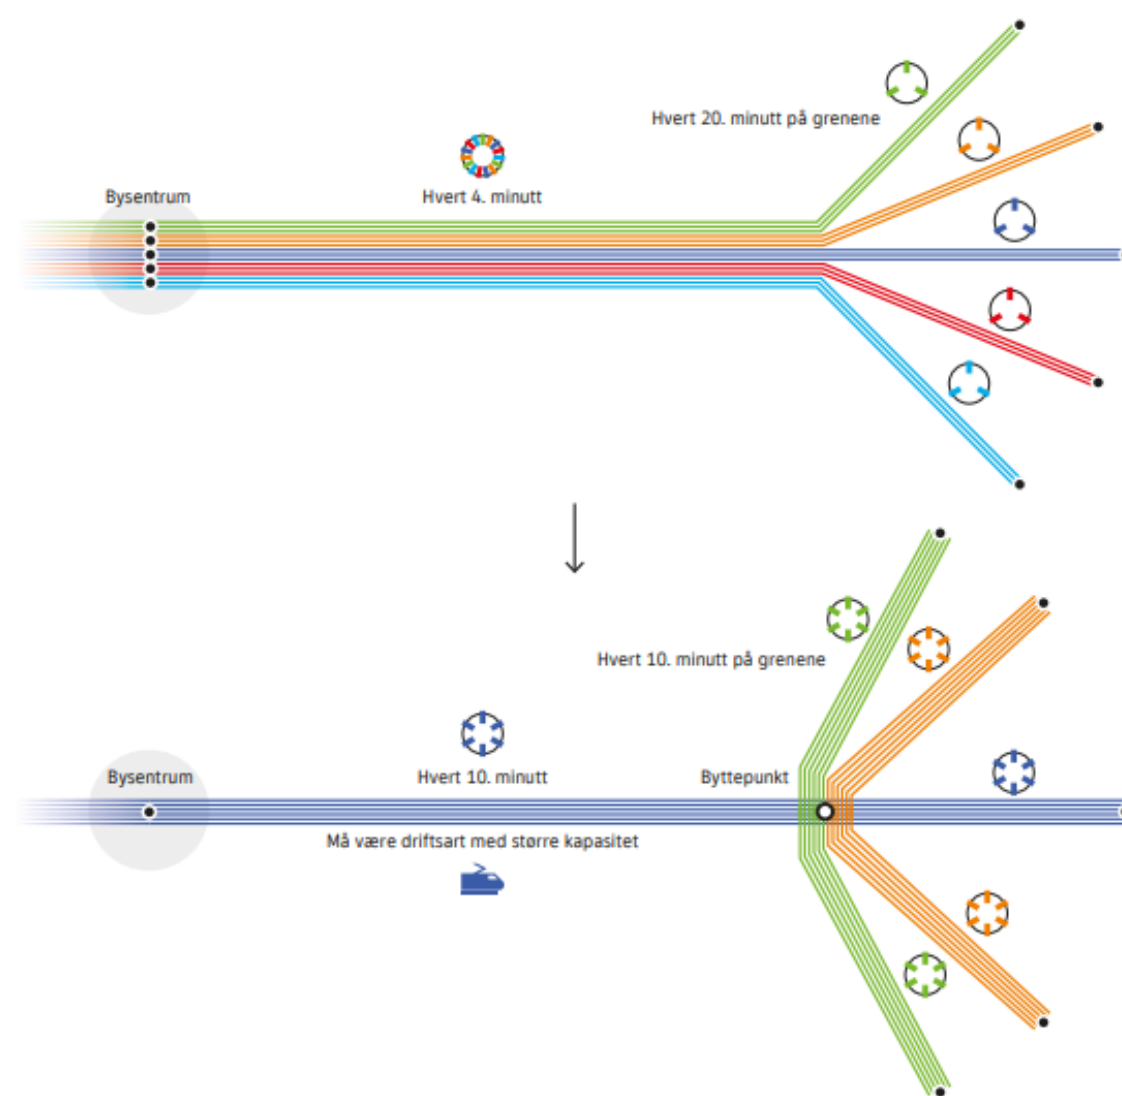 Hvert 20. minutt på grenene
Bysentrum
Hvert 4. minutt
Hvert 10. minutt på grenene
Bysentrum
Hvert 10. minutt
Byttepunkt
Må være driftsart med større kapasitet